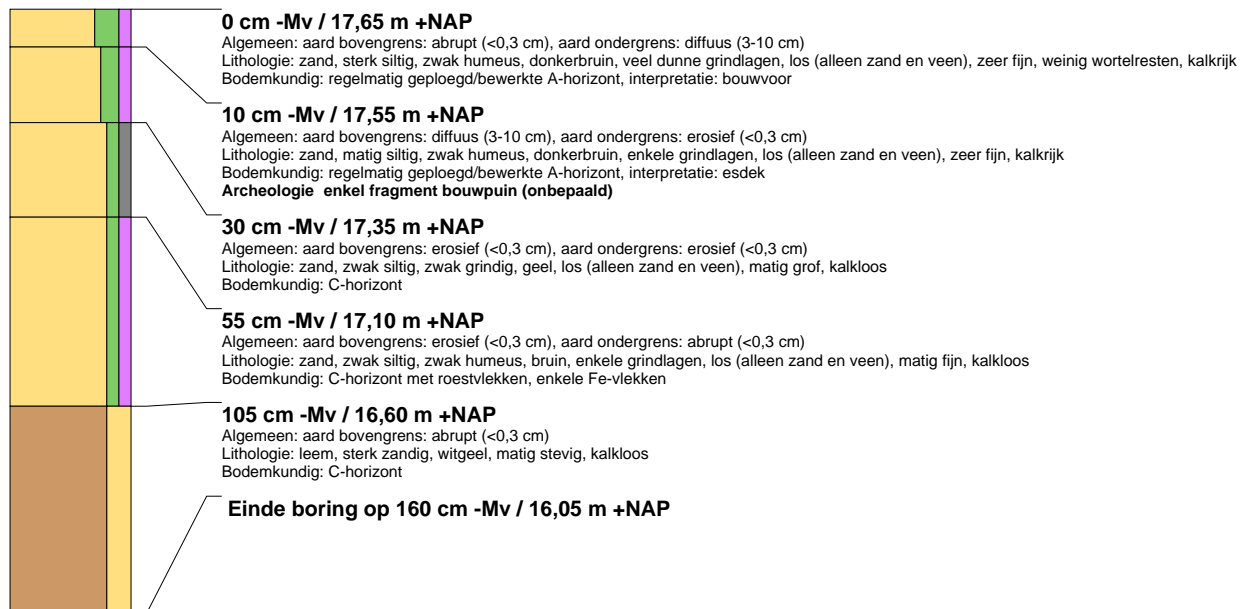 0 cm -Mv / 17,65 m +NAP
Algemeen: aard bovengrens: abrupt (<0,3 cm), aard ondergrens: diffuus (3-10 cm)
Lithologie: zand, sterk siltig, zwak humeus, donkerbruin, veel dunne grindlagen, los (alleen zand en veen), zeer fijn, weinig wortelresten, kalkrijk
Bodemkundig: regelmatig geploegd/bewerkte A-horizont, interpretatie: bouwvoor
10 cm -Mv / 17,55 m +NAP
Algemeen: aard bovengrens: diffuus (3-10 cm), aard ondergrens: erosief (<0,3 cm)
Lithologie: zand, matig siltig, zwak humeus, donkerbruin, enkele grindlagen, los (alleen zand en veen), zeer fijn, kalkrijk
Bodemkundig: regelmatig geploegd/bewerkte A-horizont, interpretatie: esdek
Archeologie enkel fragment bouwpuin (onbepaald)
30 cm -Mv / 17,35 m +NAP
Algemeen: aard bovengrens: erosief (<0,3 cm), aard ondergrens: erosief (<0,3 cm)
Lithologie: zand, zwak siltig, zwak grindig, geel, los (alleen zand en veen), matig grof, kalkloos
Bodemkundig: C-horizont
55 cm -Mv / 17,10 m +NAP
Algemeen: aard bovengrens: erosief (<0,3 cm), aard ondergrens: abrupt (<0,3 cm)
Lithologie: zand, zwak siltig, zwak humeus, bruin, enkele grindlagen, los (alleen zand en veen), matig fijn, kalkloos
Bodemkundig: C-horizont met roestvlekken, enkele Fe-vlekken
105 cm -Mv / 16,60 m +NAP
Algemeen: aard bovengrens: abrupt (<0,3 cm)
Lithologie: leem, sterk zandig, witgeel, matig stevig, kalkloos
Bodemkundig: C-horizont
Einde boring op 160 cm -Mv / 16,05 m +NAP